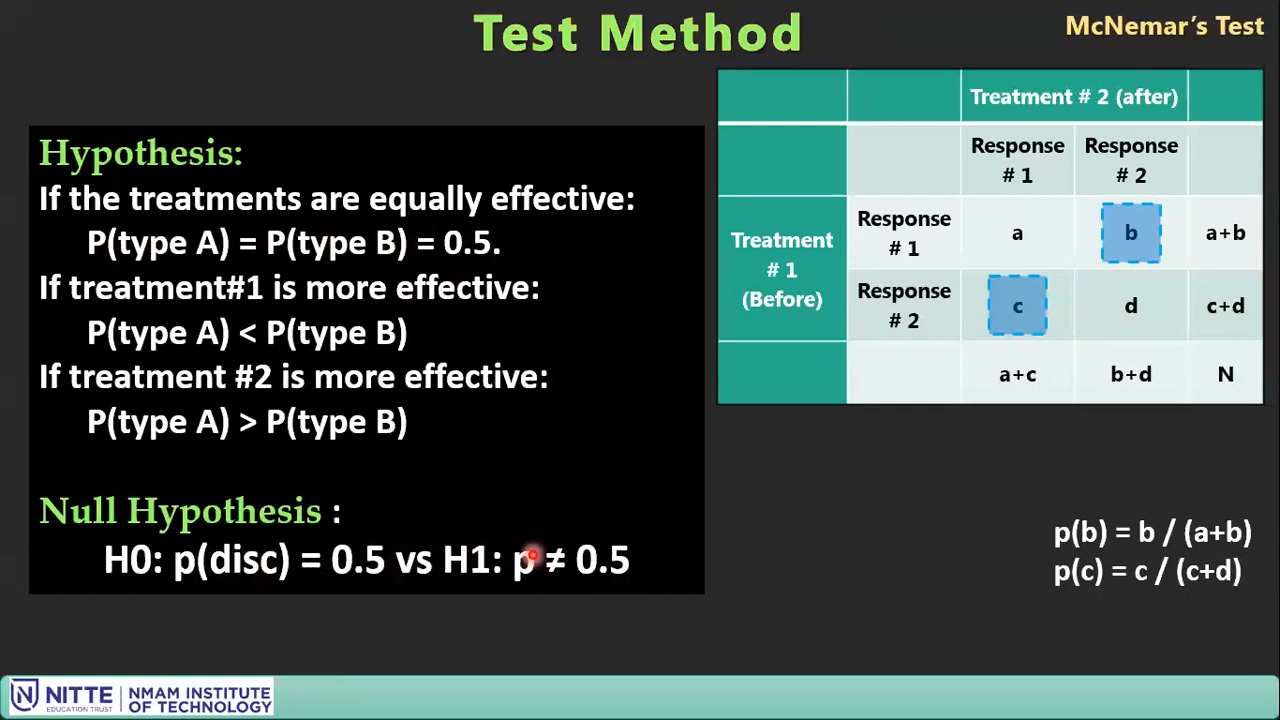 Test Method
McNemar's Test
Hypothesis:
If the treatments are equally effective:
P(type A) = P(type B) = 0.5.
If treatment#1 is more effective:
P(type A) < P(type B)
If treatment #2 is more effective:
P(type A) > P(type B)
Null Hypothesis :
H0: p(disc) = 0.5 vs H1: p ≠ 0.5
Treatment # 2 (after)
Response Response
# 1 # 2
Treatment
# 1
(Before)
Response
# 1
a b a+b
Response
# 2
c d c+d
a+c b+d N
p(b) = b / (a+b)
p(c) = c / (c+d)
NITTE
EDUCATION TRUST
NMAM INSTITUTE
OF TECHNOLOGY